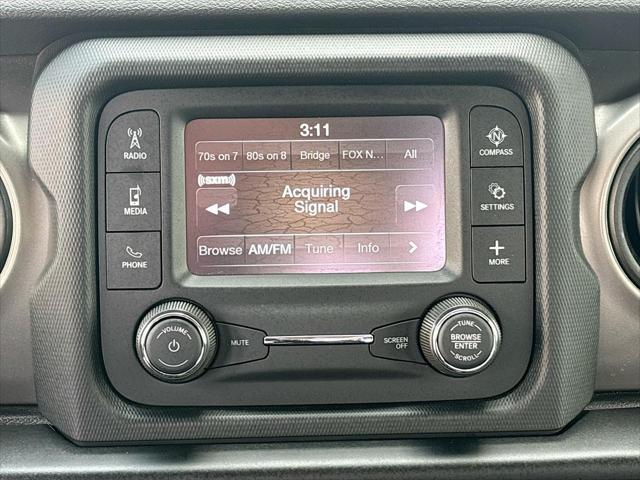 3:11
70s on 7 80s on 8 Bridge FOX N... All
sxm
Acquiring
Signal
Browse AM/FM Tune Info
RADIO
MEDIA
PHONE
N
COMPASS
SETTINGS
MORE
VOLUME
MUTE
SCREEN
OFF
TUNE
BROWSE
ENTER
SCROLL